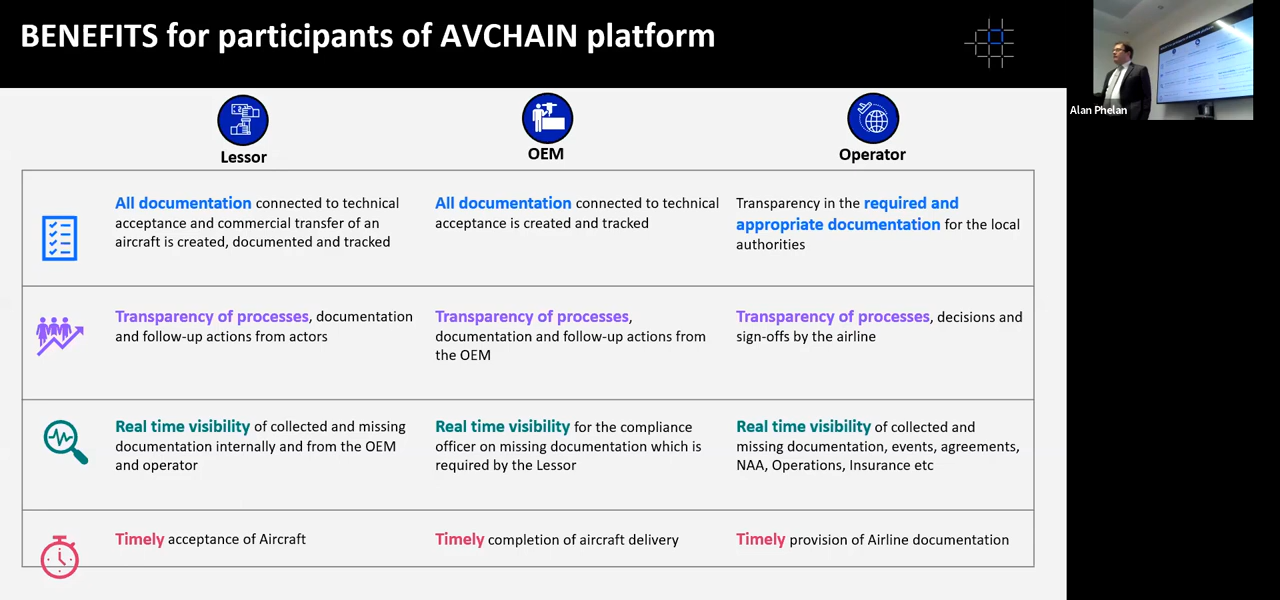 BENEFITS for participants of AVCHAIN platform
Alan Phelan
Lessor
OEM
Operator
All documentation connected to technical
acceptance and commercial transfer of an
aircraft is created, documented and tracked
All documentation connected to technical
acceptance is created and tracked
Transparency in the required and
appropriate documentation for the local
authorities
Transparency of processes, documentation
and follow-up actions from actors
Transparency of processes,
documentation and follow-up actions from
the OEM
Transparency of processes, decisions and
sign-offs by the airline
Real time visibility of collected and missing
documentation internally and from the OEM
and operator
Real time visibility for the compliance
officer on missing documentation which is
required by the Lessor
Real time visibility of collected and
missing documentation, events, agreements,
NAA, Operations, Insurance etc
Timely acceptance of Aircraft
Timely completion of aircraft delivery
Timely provision of Airline documentation